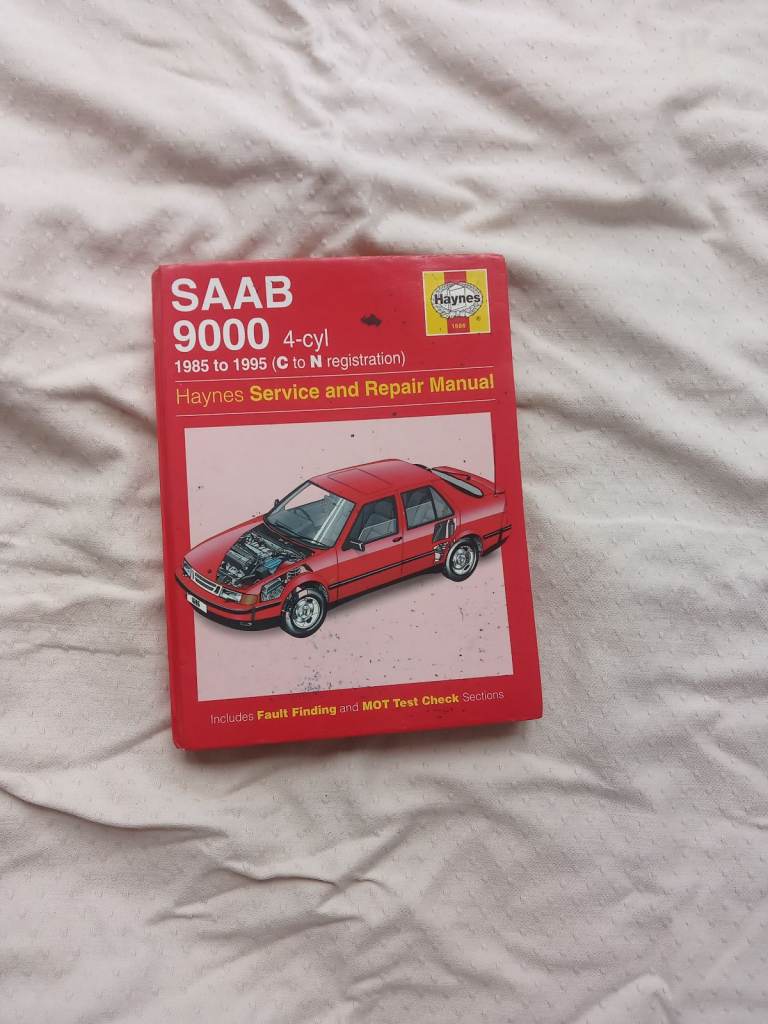 SAAB
9000 4-cyl
1985 to 1995 (C to N registration)
Haynes
Haynes Service and Repair Manual
Includes Fault Finding and MOT Test Check Sections